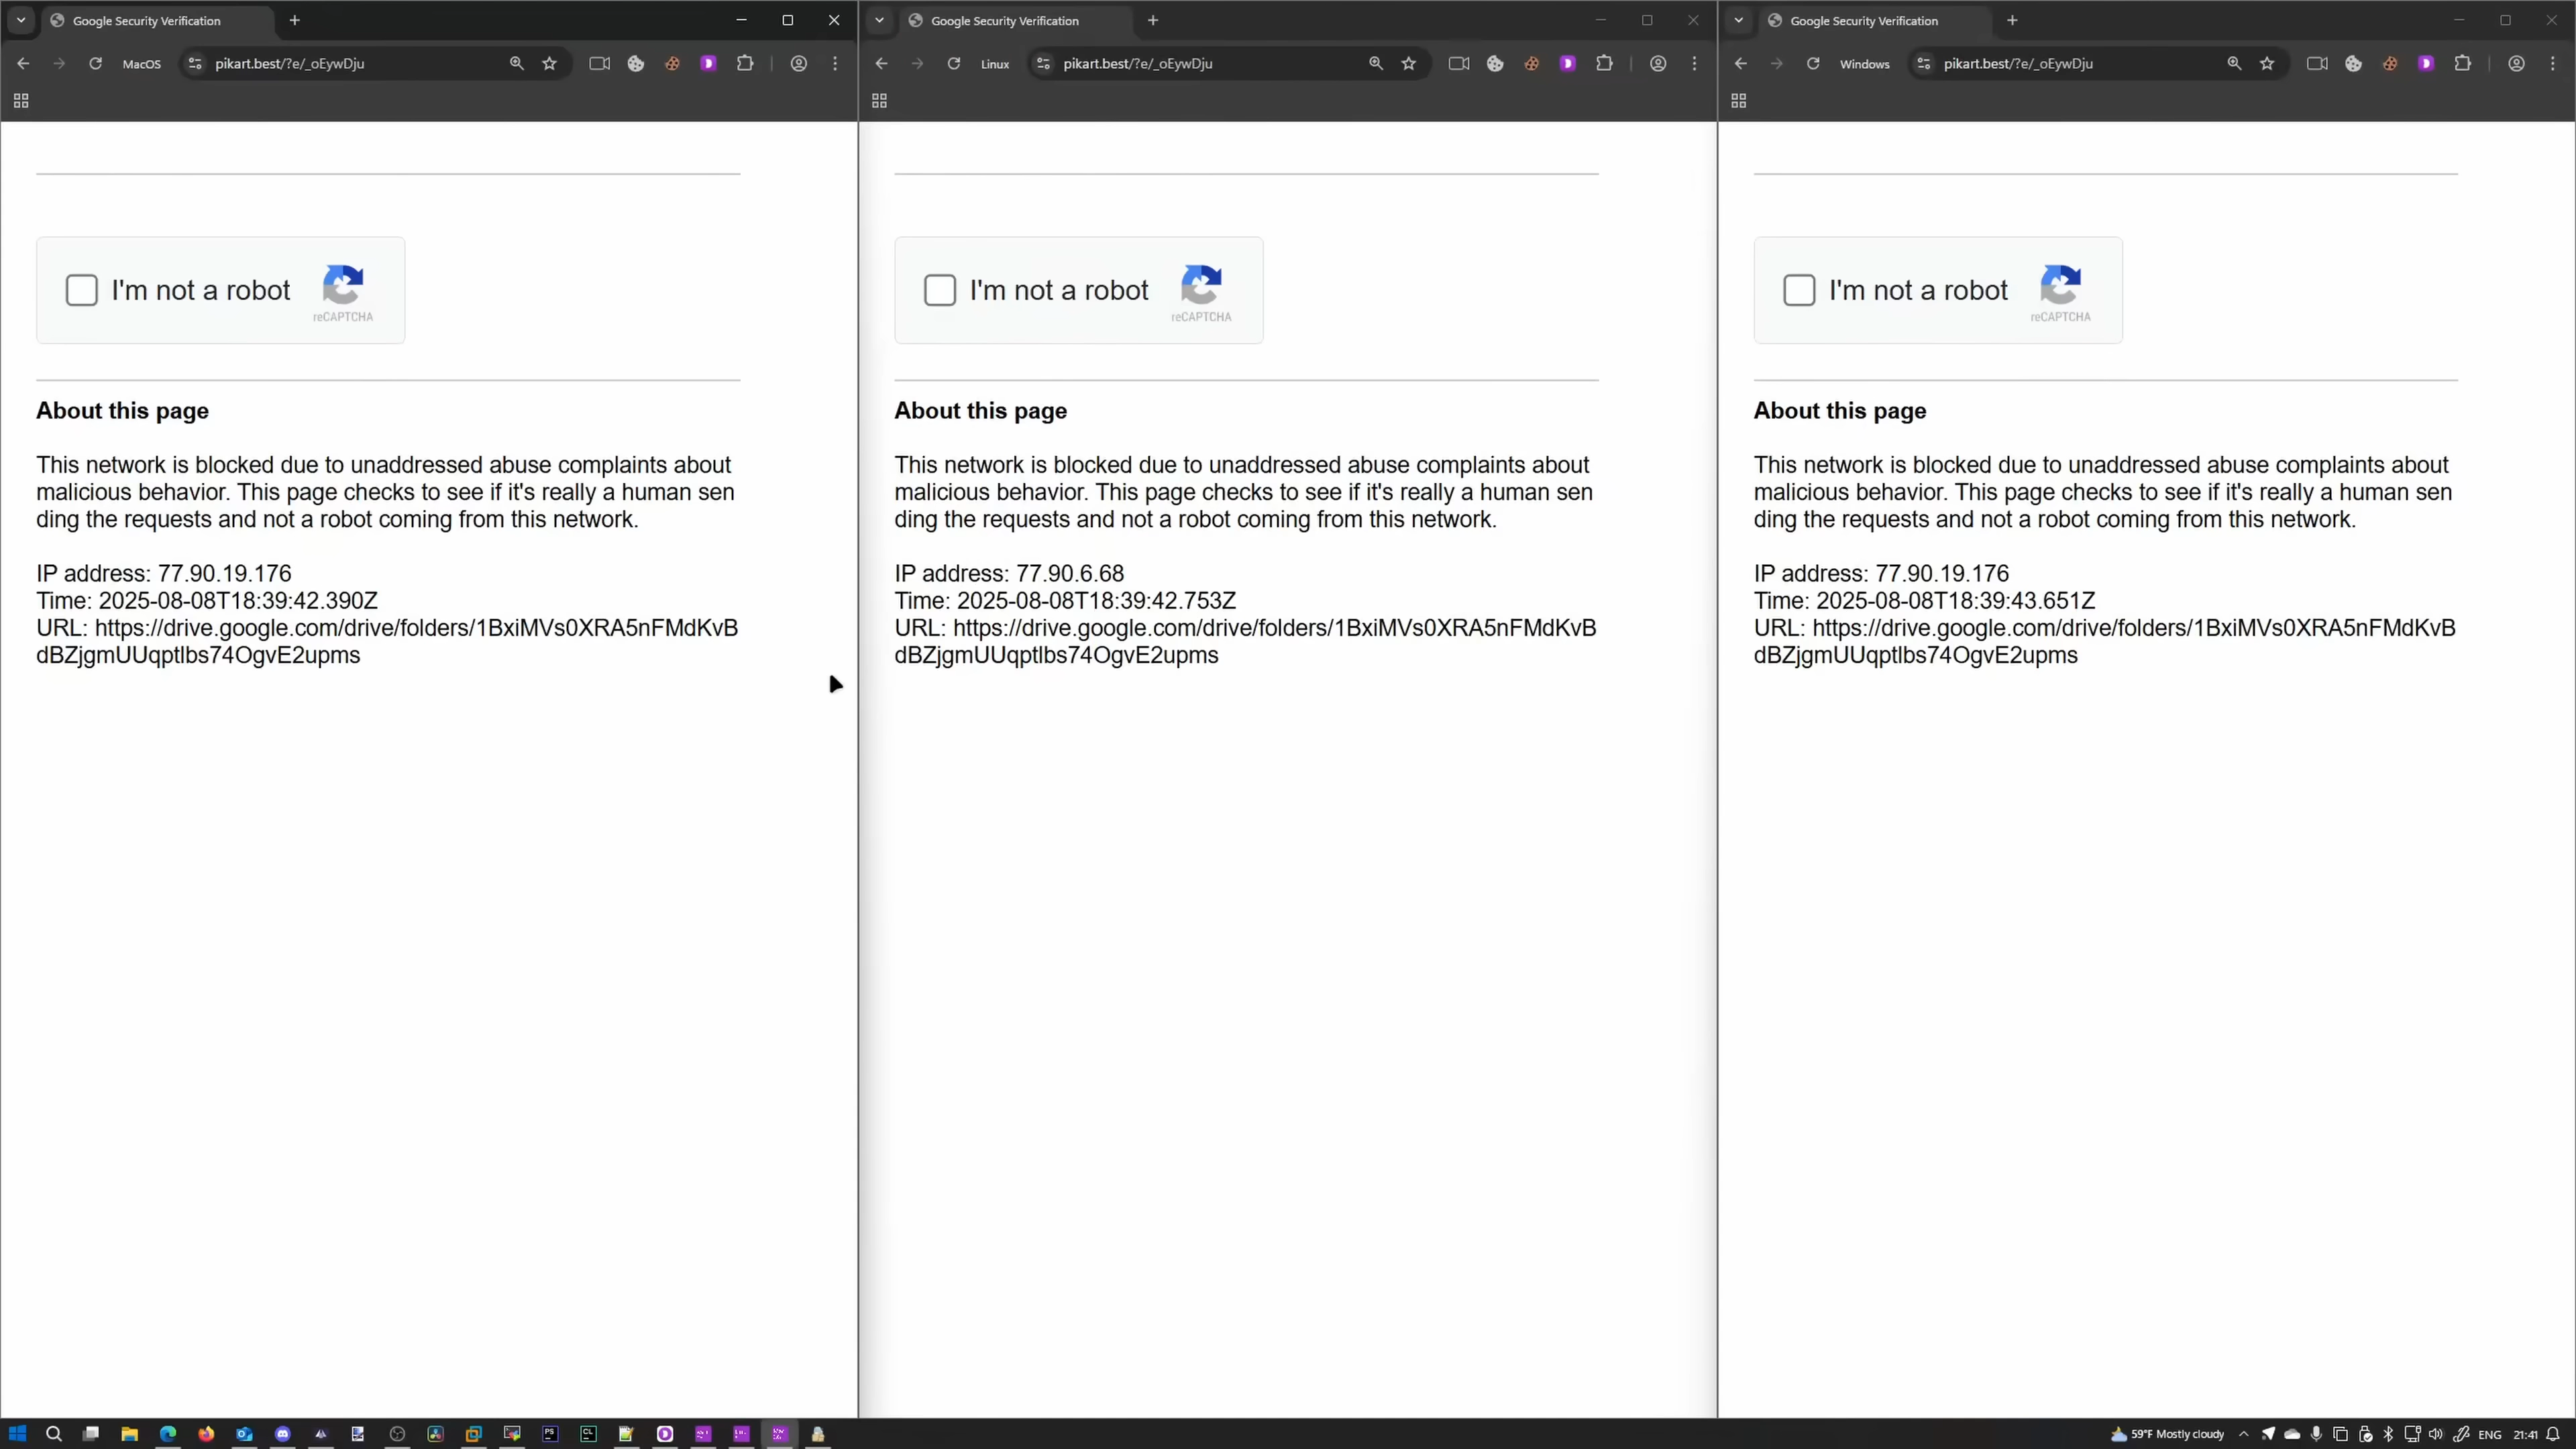 Google Security Verification
MacOS
pikart.best/?e/_oEywDju
I'm not a robot
reCAPTCHA
About this page
This network is blocked due to unaddressed abuse complaints about
malicious behavior. This page checks to see if it's really a human sen
ding the requests and not a robot coming from this network.
IP address: 77.90.19.176
Time: 2025-08-08T18:39:42.390Z
URL: https://drive.google.com/drive/folders/1BxiMVs0XRA5nFMdKvB
dBZjgmUUqptlbs74OgvE2upms
Google Security Verification
Linux
pikart.best/?e/_oEywDju
I'm not a robot
reCAPTCHA
About this page
This network is blocked due to unaddressed abuse complaints about
malicious behavior. This page checks to see if it's really a human sen
ding the requests and not a robot coming from this network.
IP address: 77.90.6.68
Time: 2025-08-08T18:39:42.753Z
URL: https://drive.google.com/drive/folders/1BxiMVs0XRA5nFMdKvB
dBZjgmUUqptlbs74OgvE2upms
Google Security Verification
Windows
pikart.best/?e/_oEywDju
I'm not a robot
reCAPTCHA
About this page
This network is blocked due to unaddressed abuse complaints about
malicious behavior. This page checks to see if it's really a human sen
ding the requests and not a robot coming from this network.
IP address: 77.90.19.176
Time: 2025-08-08T18:39:43.651Z
URL: https://drive.google.com/drive/folders/1BxiMVs0XRA5nFMdKvB
dBZjgmUUqptlbs74OgvE2upms
PS
CL
59°F Mostly cloudy
ENG
21:41